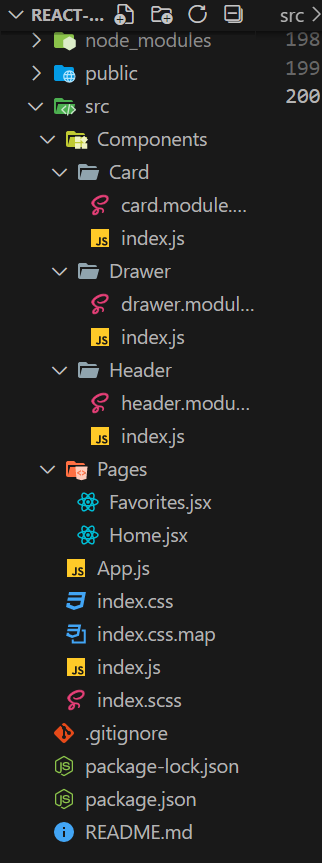 REACT-... src
node_modules 198
public 199
src 200
Components
Card
card.module....
index.js
Drawer
drawer.modul...
index.js
Header
header.modu...
index.js
Pages
Favorites.jsx
Home.jsx
App.js
index.css
index.css.map
index.js
index.scss
.gitignore
package-lock.json
package.json
README.md